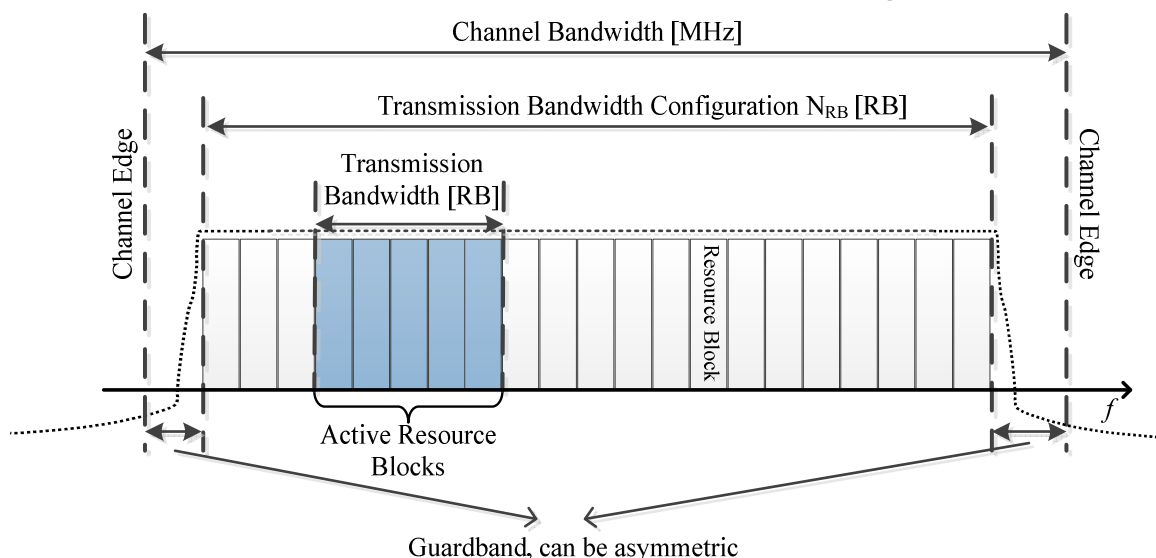 Channel Bandwidth [MHz]
Transmission Bandwidth Configuration NRB [RB]
Channel Edge
Transmission
Bandwidth [RB]
Channel Edge
Resource Block
f
Active Resource
Blocks
Guardband, can be asymmetric